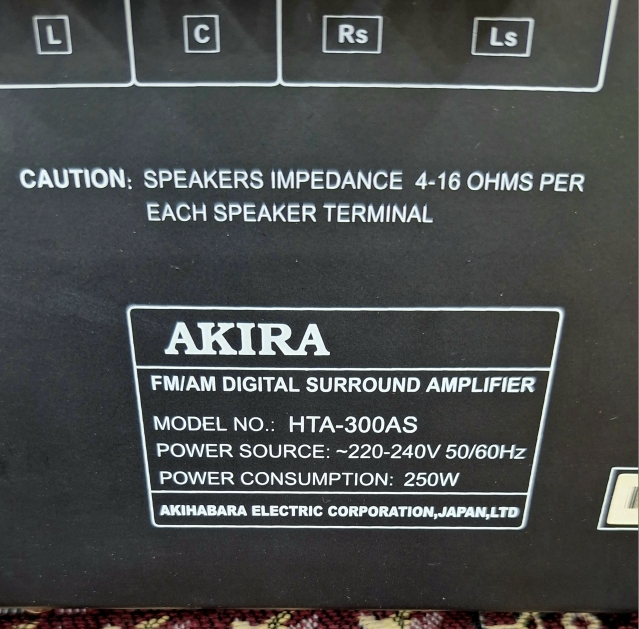 L C Rs Ls
CAUTION: SPEAKERS IMPEDANCE 4-16 OHMS PER
EACH SPEAKER TERMINAL
AKIRA
FM/AM DIGITAL SURROUND AMPLIFIER
MODEL NO.: HTA-300AS
POWER SOURCE: ~220-240V 50/60Hz
POWER CONSUMPTION: 250W
AKIHABARA ELECTRIC CORPORATION,JAPAN,LTD